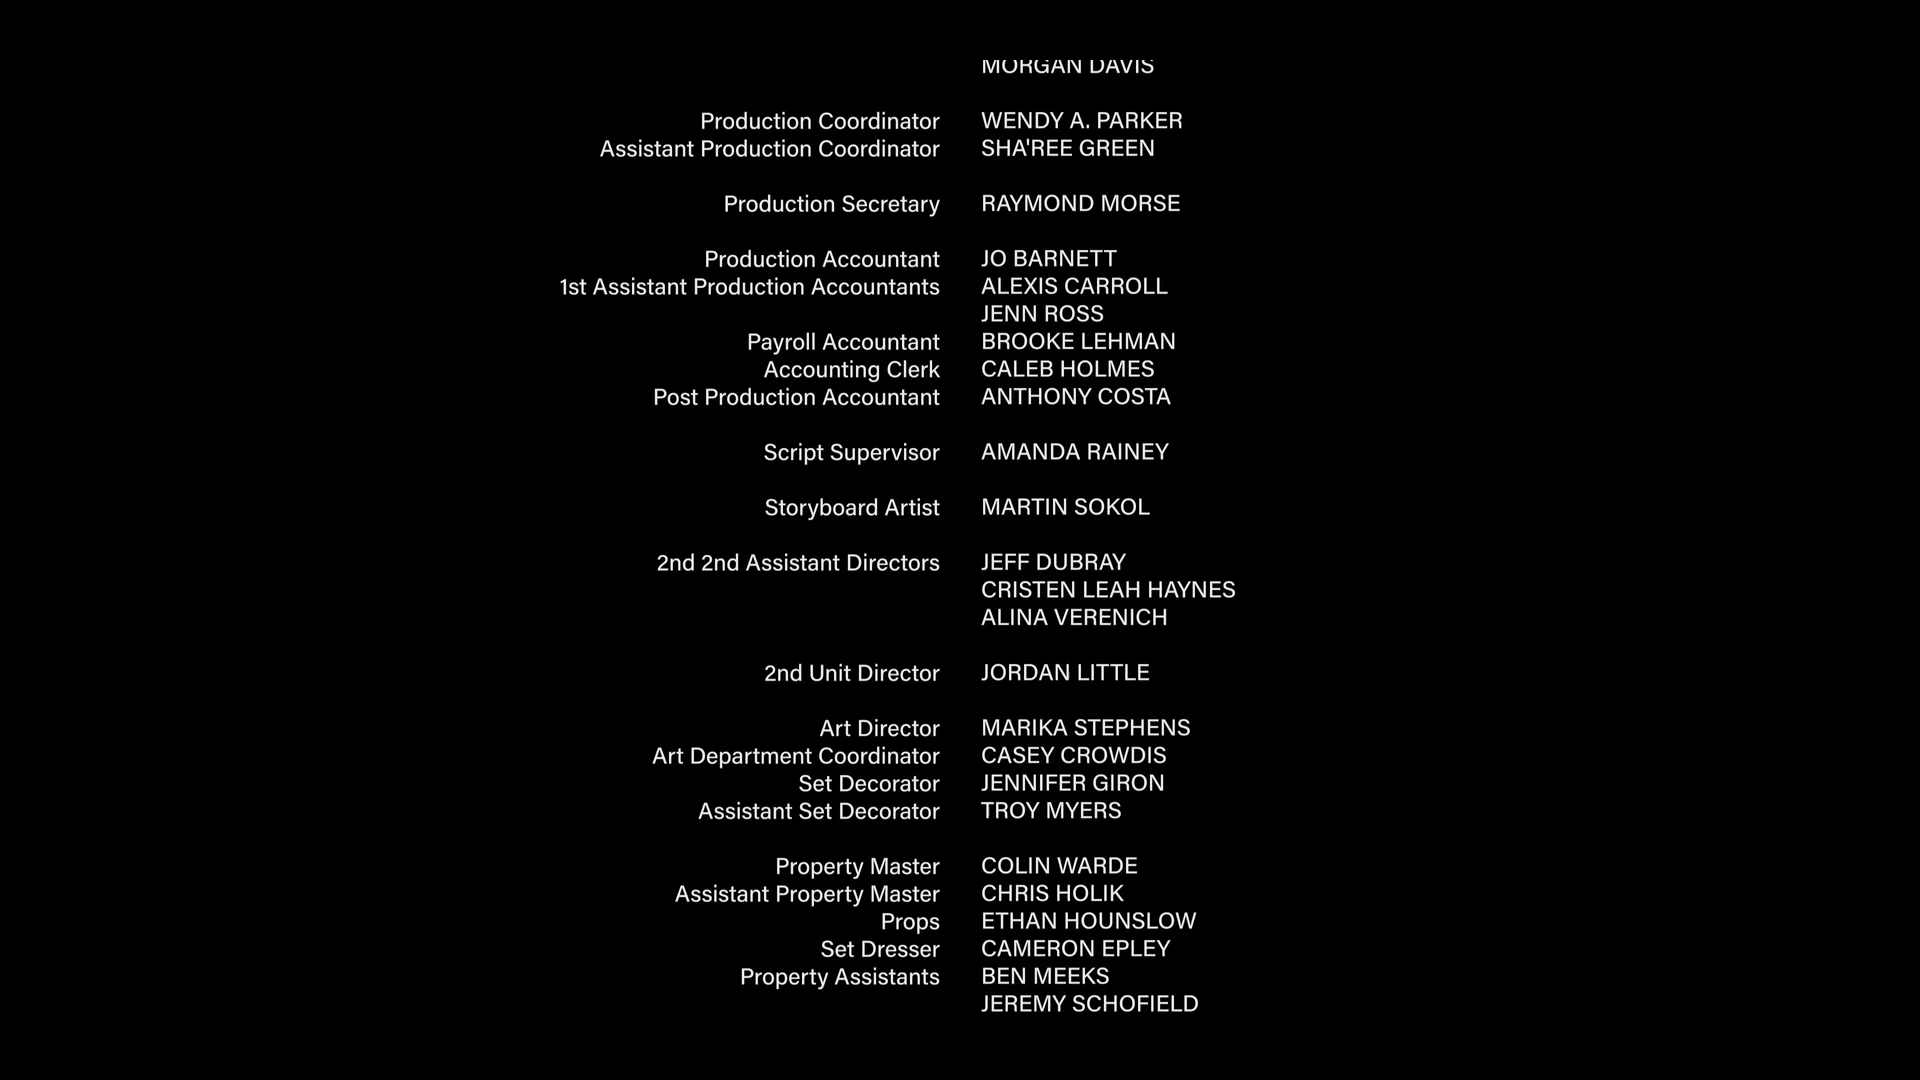 MORGAN DAVIS
Production Coordinator WENDY A. PARKER
Assistant Production Coordinator SHA'REE GREEN
Production Secretary RAYMOND MORSE
Production Accountant JO BARNETT
1st Assistant Production Accountants ALEXIS CARROLL
JENN ROSS
Payroll Accountant BROOKE LEHMAN
Accounting Clerk CALEB HOLMES
Post Production Accountant ANTHONY COSTA
Script Supervisor AMANDA RAINEY
Storyboard Artist MARTIN SOKOL
2nd 2nd Assistant Directors JEFF DUBRAY
CRISTEN LEAH HAYNES
ALINA VERENICH
2nd Unit Director JORDAN LITTLE
Art Director MARIKA STEPHENS
Art Department Coordinator CASEY CROWDIS
Set Decorator JENNIFER GIRON
Assistant Set Decorator TROY MYERS
Property Master COLIN WARDE
Assistant Property Master CHRIS HOLIK
Props ETHAN HOUNSLOW
Set Dresser CAMERON EPLEY
Property Assistants BEN MEEKS
JEREMY SCHOFIELD